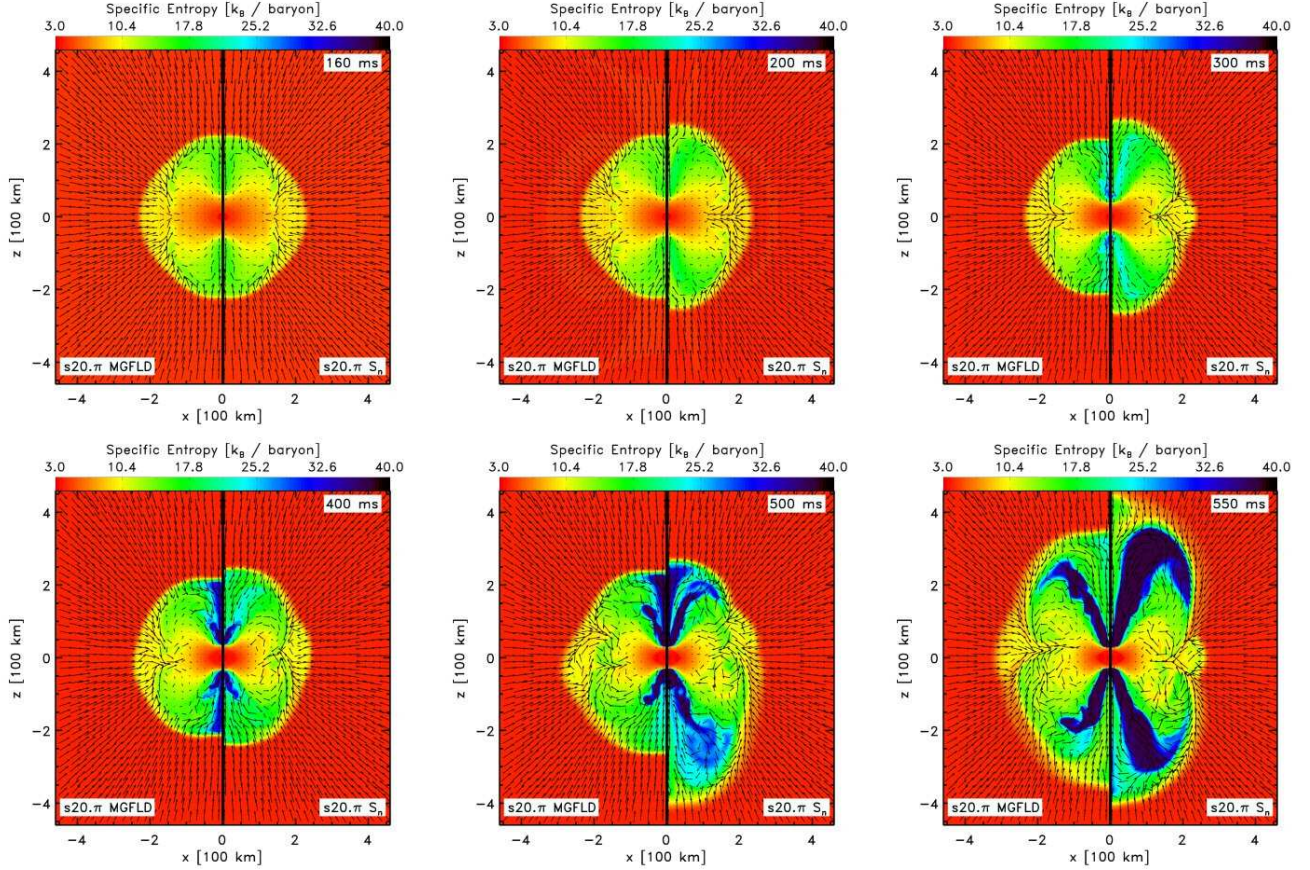 Specific Entropy [k_B / baryon]
3.0 10.4 17.8 25.2 32.6 40.0
160 ms
4
2
0
-2
-4
z [100 km]
s20.π MGFLD
s20.π S_n
-4 -2 0 2 4
x [100 km]
Specific Entropy [k_B / baryon]
3.0 10.4 17.8 25.2 32.6 40.0
200 ms
4
2
0
-2
-4
z [100 km]
s20.π MGFLD
s20.π S_n
-4 -2 0 2 4
x [100 km]
Specific Entropy [k_B / baryon]
3.0 10.4 17.8 25.2 32.6 40.0
300 ms
4
2
0
-2
-4
z [100 km]
s20.π MGFLD
s20.π S_n
-4 -2 0 2 4
x [100 km]
Specific Entropy [k_B / baryon]
3.0 10.4 17.8 25.2 32.6 40.0
400 ms
4
2
0
-2
-4
z [100 km]
s20.π MGFLD
s20.π S_n
-4 -2 0 2 4
x [100 km]
Specific Entropy [k_B / baryon]
3.0 10.4 17.8 25.2 32.6 40.0
500 ms
4
2
0
-2
-4
z [100 km]
s20.π MGFLD
s20.π S_n
-4 -2 0 2 4
x [100 km]
Specific Entropy [k_B / baryon]
3.0 10.4 17.8 25.2 32.6 40.0
550 ms
4
2
0
-2
-4
z [100 km]
s20.π MGFLD
s20.π S_n
-4 -2 0 2 4
x [100 km]